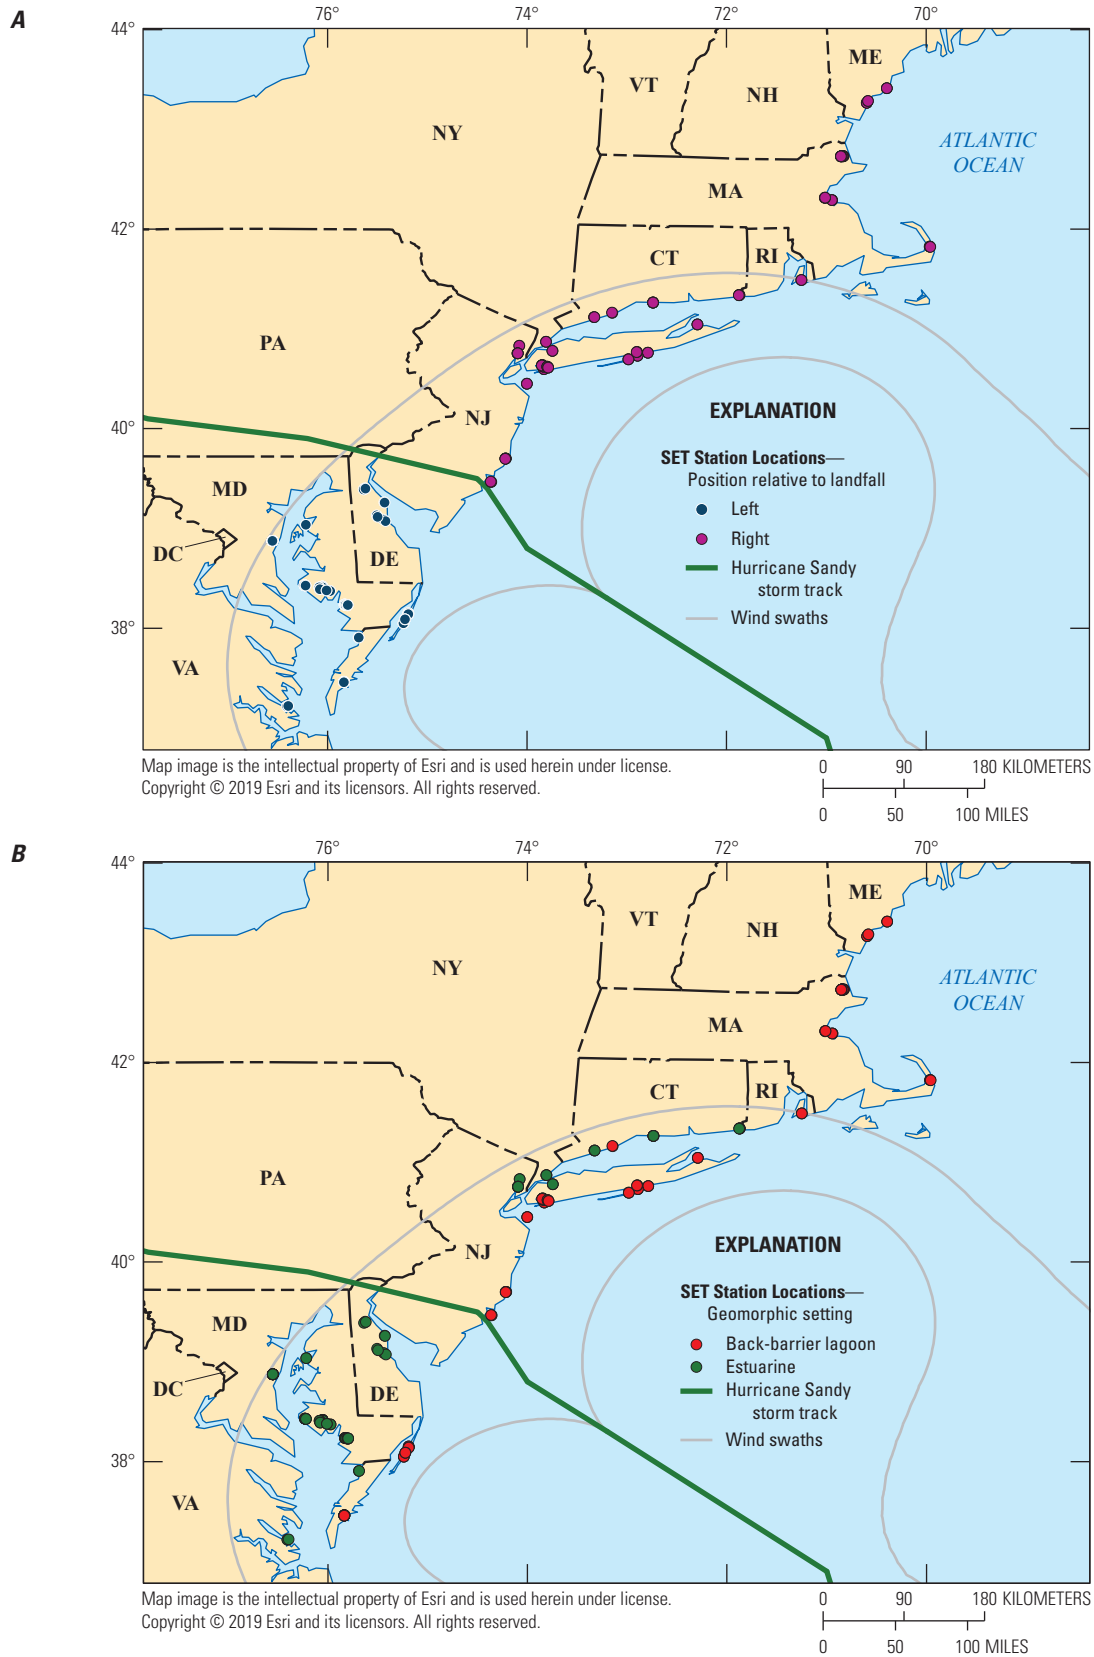 A
76°
74°
72°
70°
44°
ME
VT
NH
NY
ATLANTIC
OCEAN
MA
42°
CT
RI
PA
EXPLANATION
NJ
40°
SET Station Locations—
Position relative to landfall
MD
Left
Right
DC
DE
Hurricane Sandy
storm track
Wind swaths
38°
VA
Map image is the intellectual property of Esri and is used herein under license.
Copyright © 2019 Esri and its licensors. All rights reserved.
0 90 180 KILOMETERS
0 50 100 MILES
B
76°
74°
72°
70°
44°
ME
VT
NH
NY
ATLANTIC
OCEAN
MA
42°
CT
RI
PA
EXPLANATION
NJ
40°
SET Station Locations—
Geomorphic setting
MD
Back-barrier lagoon
Estuarine
DC
DE
Hurricane Sandy
storm track
Wind swaths
38°
VA
Map image is the intellectual property of Esri and is used herein under license.
Copyright © 2019 Esri and its licensors. All rights reserved.
0 90 180 KILOMETERS
0 50 100 MILES